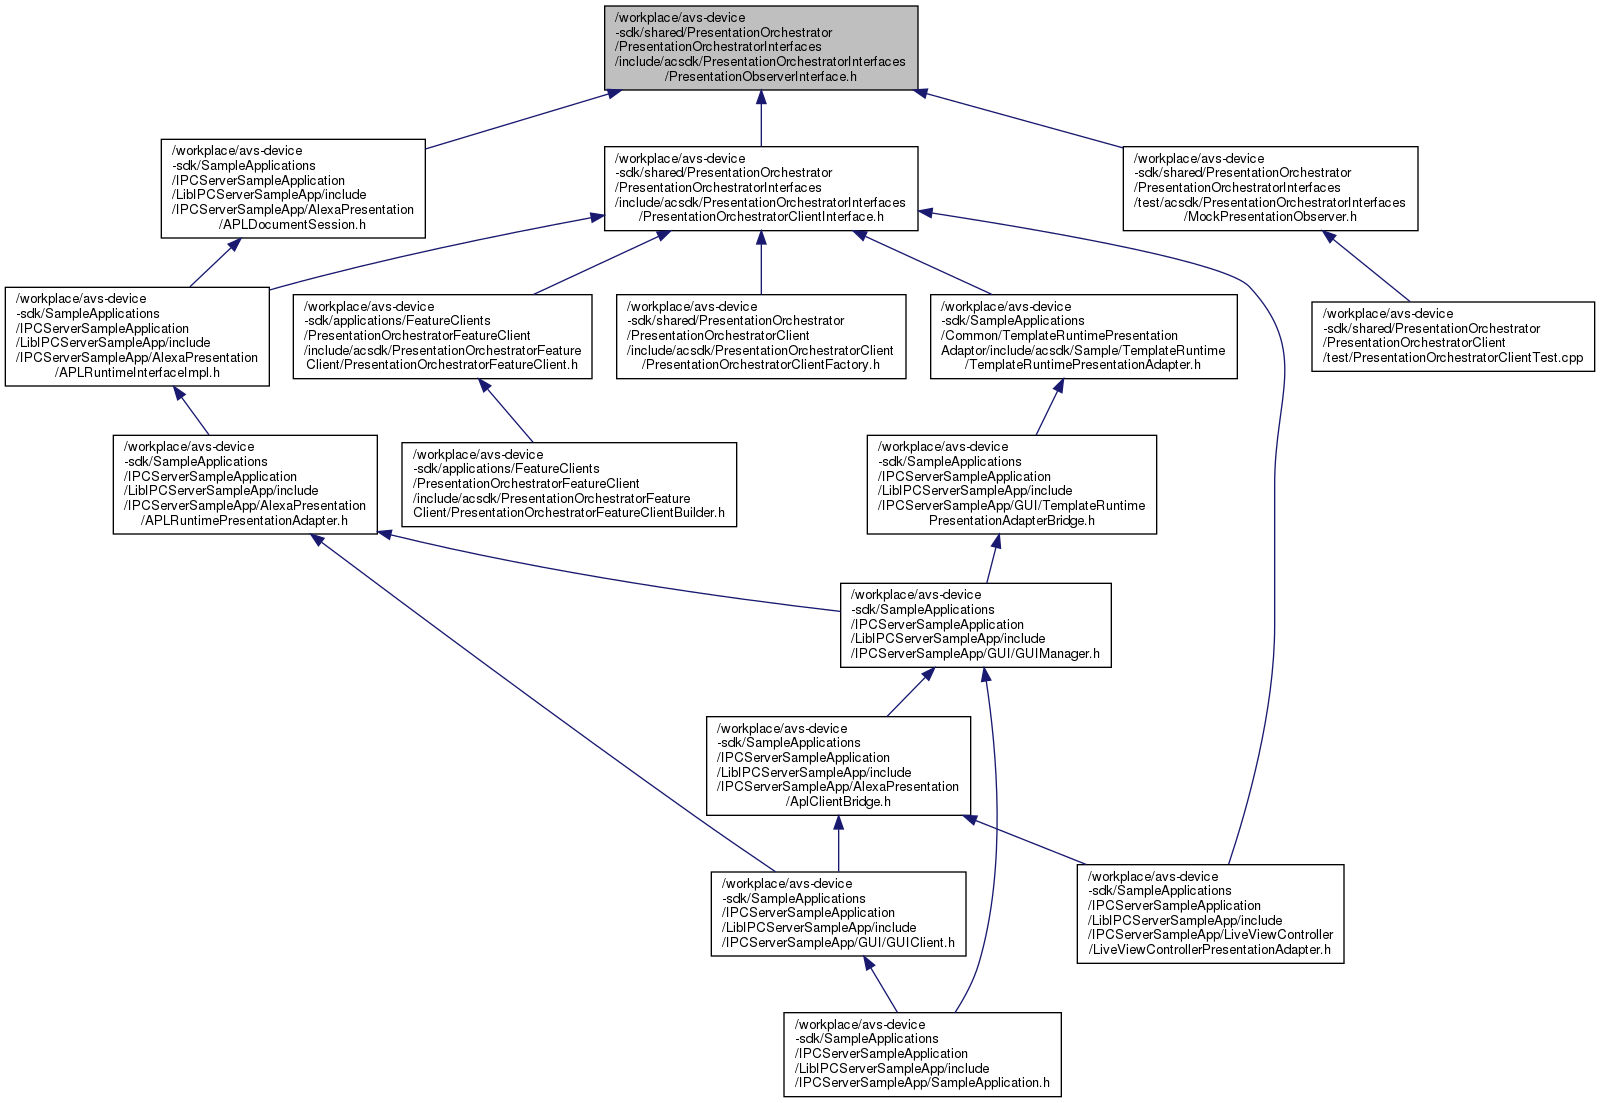 /workplace/avs-device
-sdk/shared/PresentationOrchestrator
/PresentationOrchestratorInterfaces
/include/acsdk/PresentationOrchestratorInterfaces
/PresentationObserverInterface.h
/workplace/avs-device
-sdk/SampleApplications
/IPCServerSampleApplication
/LibIPCServerSampleApp/include
/IPCServerSampleApp/AlexaPresentation
/APLDocumentSession.h
/workplace/avs-device
-sdk/shared/PresentationOrchestrator
/PresentationOrchestratorInterfaces
/include/acsdk/PresentationOrchestratorInterfaces
/PresentationOrchestratorClientInterface.h
/workplace/avs-device
-sdk/shared/PresentationOrchestrator
/PresentationOrchestratorInterfaces
/test/acsdk/PresentationOrchestratorInterfaces
/MockPresentationObserver.h
/workplace/avs-device
-sdk/SampleApplications
/IPCServerSampleApplication
/LibIPCServerSampleApp/include
/IPCServerSampleApp/AlexaPresentation
/APLRuntimeInterfaceImpl.h
/workplace/avs-device
-sdk/applications/FeatureClients
/PresentationOrchestratorFeatureClient
/include/acsdk/PresentationOrchestratorFeature
Client/PresentationOrchestratorFeatureClient.h
/workplace/avs-device
-sdk/shared/PresentationOrchestrator
/PresentationOrchestratorClient
/include/acsdk/PresentationOrchestratorClient
/PresentationOrchestratorClientFactory.h
/workplace/avs-device
-sdk/SampleApplications
/Common/TemplateRuntimePresentation
Adaptor/include/acsdk/Sample/TemplateRuntime
/TemplateRuntimePresentationAdapter.h
/workplace/avs-device
-sdk/shared/PresentationOrchestrator
/PresentationOrchestratorClient
/test/PresentationOrchestratorClientTest.cpp
/workplace/avs-device
-sdk/SampleApplications
/IPCServerSampleApplication
/LibIPCServerSampleApp/include
/IPCServerSampleApp/AlexaPresentation
/APLRuntimePresentationAdapter.h
/workplace/avs-device
-sdk/applications/FeatureClients
/PresentationOrchestratorFeatureClient
/include/acsdk/PresentationOrchestratorFeature
Client/PresentationOrchestratorFeatureClientBuilder.h
/workplace/avs-device
-sdk/SampleApplications
/IPCServerSampleApplication
/LibIPCServerSampleApp/include
/IPCServerSampleApp/GUI/TemplateRuntime
PresentationAdapterBridge.h
/workplace/avs-device
-sdk/SampleApplications
/IPCServerSampleApplication
/LibIPCServerSampleApp/include
/IPCServerSampleApp/GUI/GUIManager.h
/workplace/avs-device
-sdk/SampleApplications
/IPCServerSampleApplication
/LibIPCServerSampleApp/include
/IPCServerSampleApp/AlexaPresentation
/AplClientBridge.h
/workplace/avs-device
-sdk/SampleApplications
/IPCServerSampleApplication
/LibIPCServerSampleApp/include
/IPCServerSampleApp/GUI/GUIClient.h
/workplace/avs-device
-sdk/SampleApplications
/IPCServerSampleApplication
/LibIPCServerSampleApp/include
/IPCServerSampleApp/LiveViewController
/LiveViewControllerPresentationAdapter.h
/workplace/avs-device
-sdk/SampleApplications
/IPCServerSampleApplication
/LibIPCServerSampleApp/include
/IPCServerSampleApp/SampleApplication.h